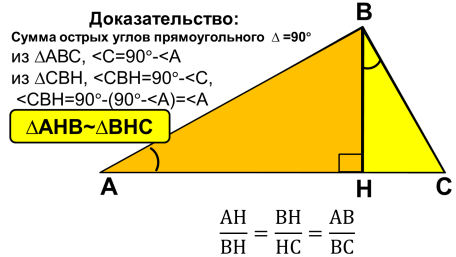 Доказательство:
Сумма острых углов прямоугольного ∆ =90°
из ∆ABC, <C=90°-<A
из ∆CBH, <CBH=90°-<C,
<CBH=90°-(90°-<A)=<A
∆AHB~∆BHC
B
A
H
C
AH/BH = BH/HC = AB/BC